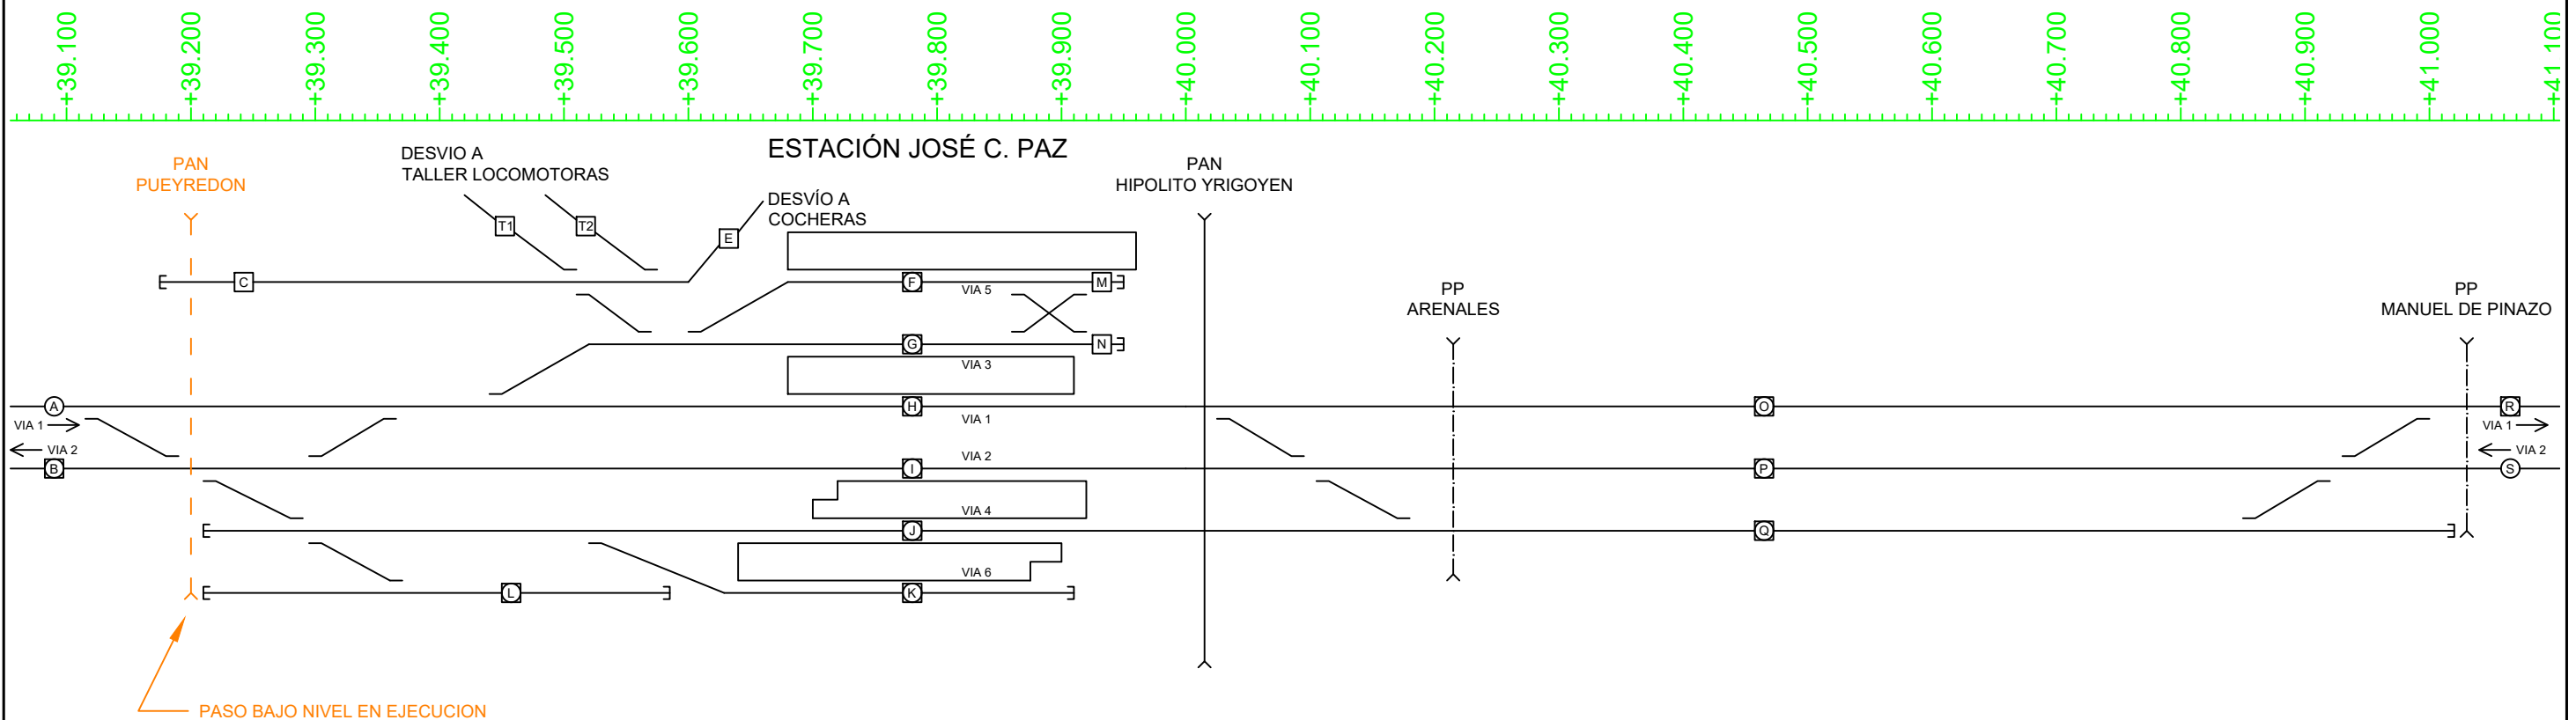 +39.100
+39.200
+39.300
+39.400
+39.500
+39.600
+39.700
+39.800
+39.900
+40.000
+40.100
+40.200
+40.300
+40.400
+40.500
+40.600
+40.700
+40.800
+40.900
+41.000
+41.100
ESTACIÓN JOSÉ C. PAZ
PAN
PUEYREDON
DESVIO A
TALLER LOCOMOTORAS
DESVÍO A
COCHERAS
PAN
HIPOLITO YRIGOYEN
PP
ARENALES
PP
MANUEL DE PINAZO
T1
T2
E
C
F
M
VIA 5
G
N
VIA 3
A
H
O
R
VIA 1
VIA 1
VIA 1
VIA 2
VIA 2
VIA 2
B
I
P
S
VIA 4
J
Q
VIA 6
L
K
PASO BAJO NIVEL EN EJECUCION